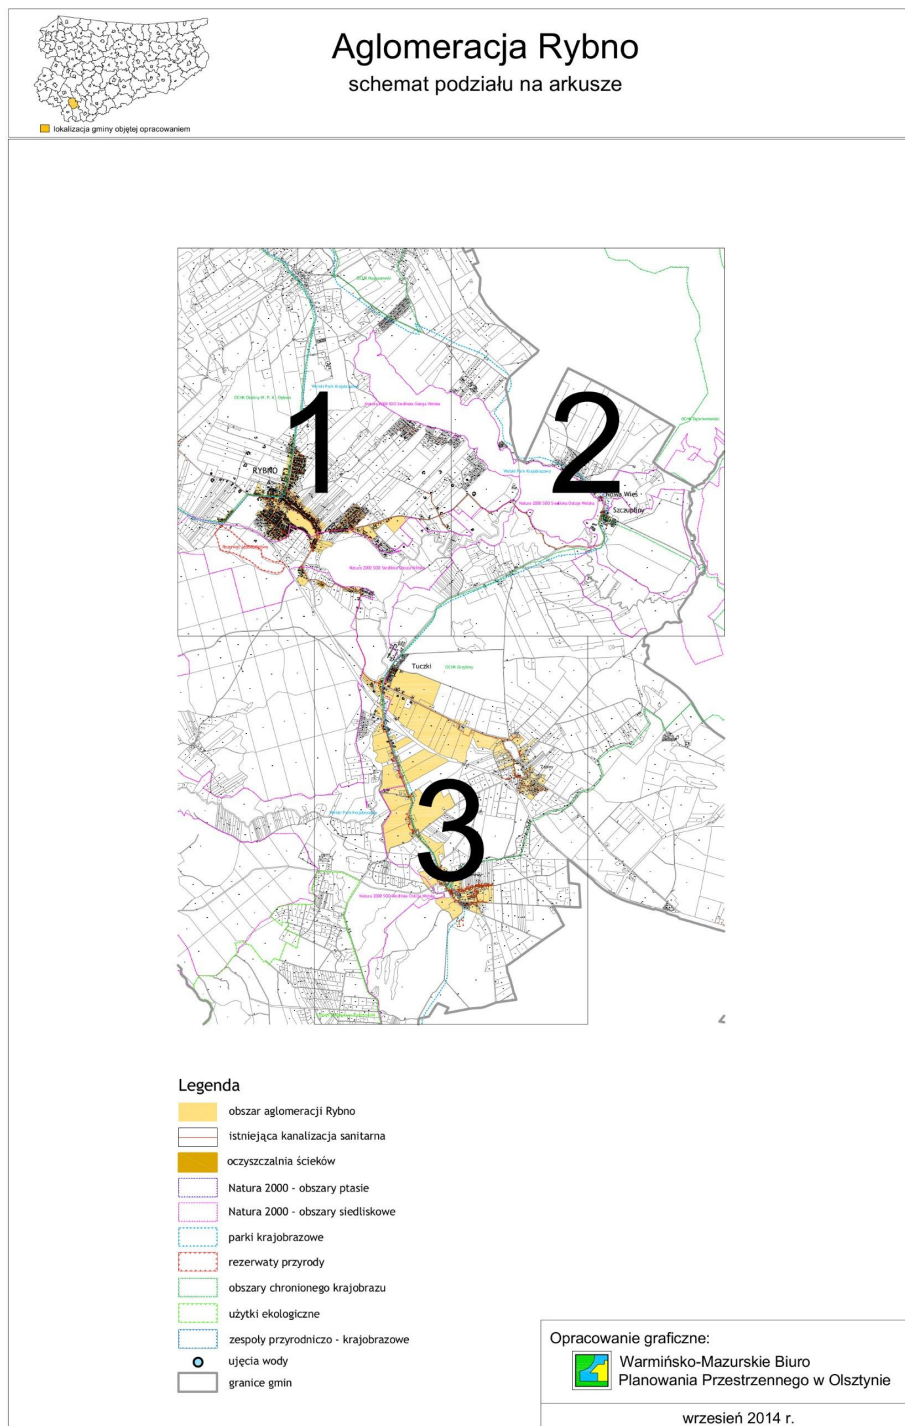 Aglomeracja Rybno
schemat podziału na arkusze
lokalizacja gminy objętej opracowaniem
1
2
3
RYBNO
Nowa Wieś
Szczupliny
Tuczki
Legenda
obszar aglomeracji Rybno
istniejąca kanalizacja sanitarna
oczyszczalnia ścieków
Natura 2000 - obszary ptasie
Natura 2000 - obszary siedliskowe
parki krajobrazowe
rezerwaty przyrody
obszary chronionego krajobrazu
użytki ekologiczne
zespoły przyrodniczo - krajobrazowe
ujęcia wody
granice gmin
Opracowanie graficzne:
Warmińsko-Mazurskie Biuro
Planowania Przestrzennego w Olsztynie
wrzesień 2014 r.